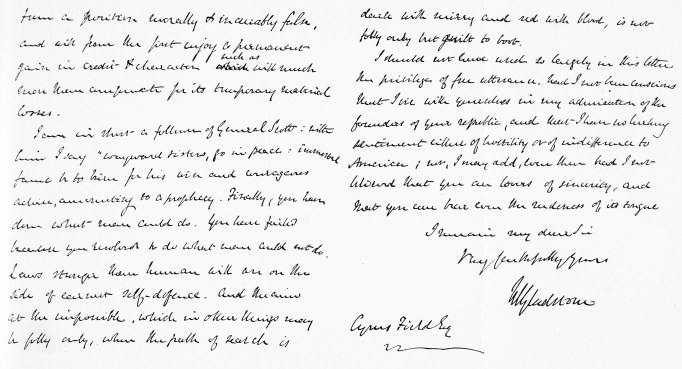 turn a position morally & incurably false,
and will from the first enjoy a permanent
gain in credit & character such as which will much
more than compensate for its temporary material
losses.
I am in short a follower of General Scott: with
him I say "wayward sisters, go in peace: immortal
fame be to him for his wise and courageous
advice, amounting to a prophecy. Finally, you have
done what men could do. You have failed
because you resolved to do what men could not do.
Laws stronger than human will are on the
side of earnest self-defence. And the aim
at the impossible, which in other things may
be folly only, when the path of search is
dark with misery and red with blood, is not
folly only but guilt to boot.
I should not have used so largely in this letter
the privileges of free utterance, had I not been conscious
that I vie with yourselves in my admiration of the
founders of your republic, and that I have no lurking
sentiment either of hostility or of indifference to
America; nor, I may add, even then had I not
believed that you are lovers of sincerity, and
that you can bear even the rudeness of its tongue
I remain my dear Sir
Very faithfully yours
WEGladstone
Cyrus Field Esq